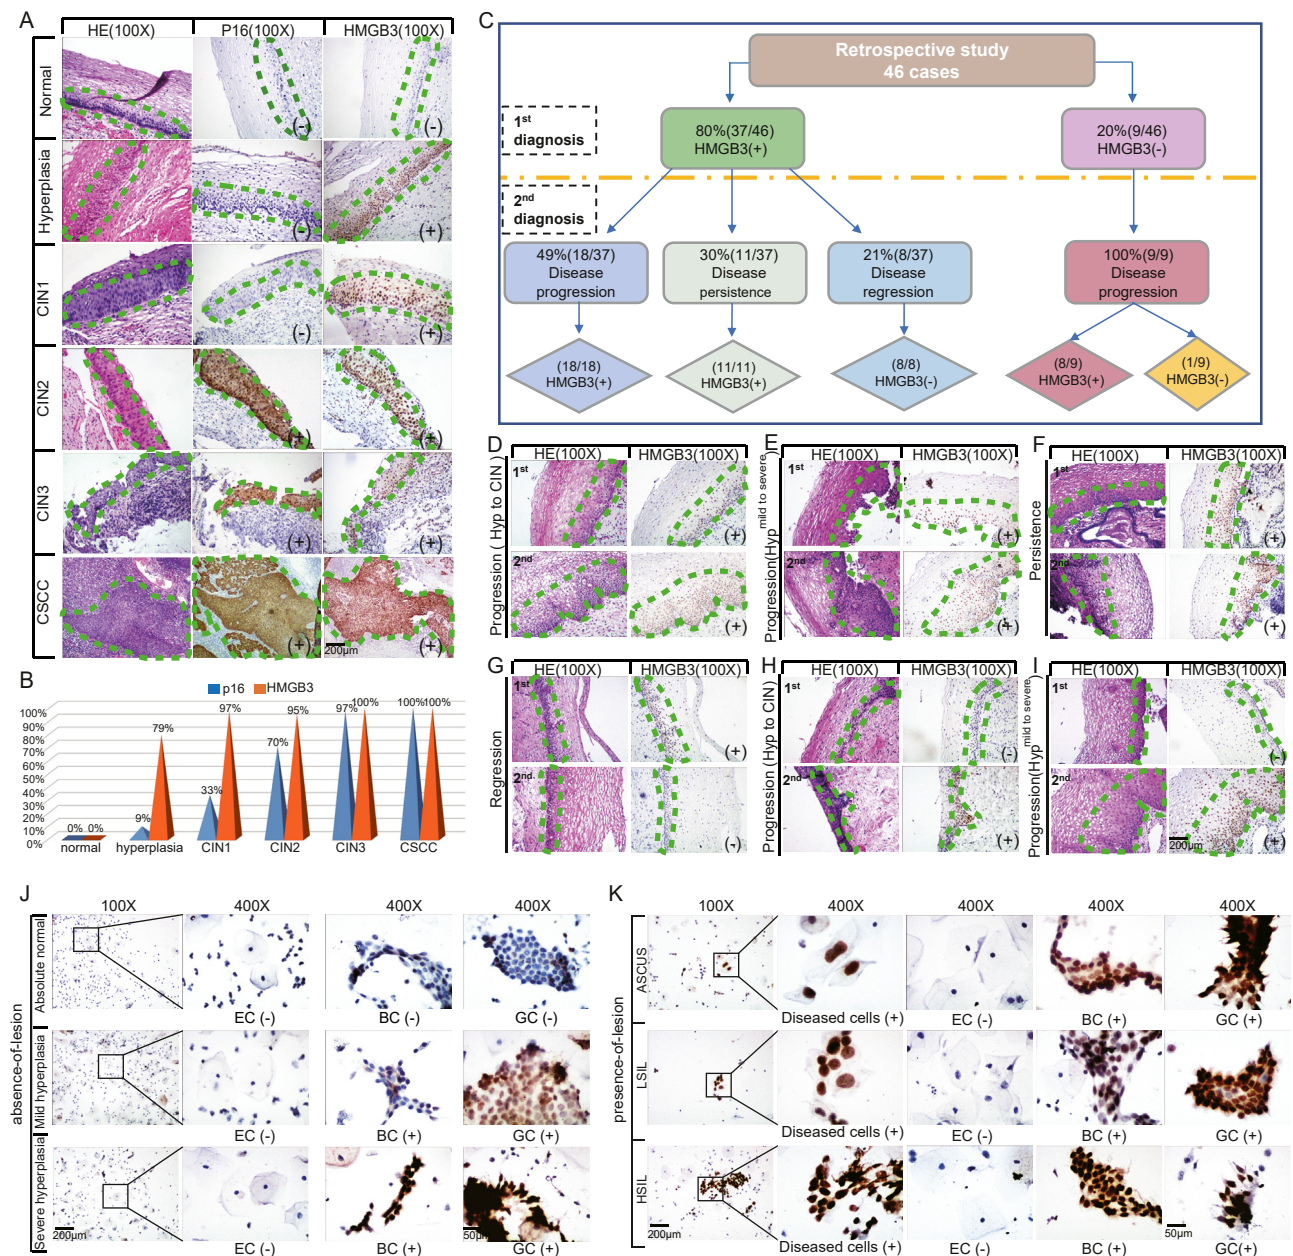 A
HE(100X) P16(100X) HMGB3(100X)
Normal
(-) (-)
Hyperplasia
(-) (+)
CIN1
(-) (+)
CIN2
(+) (+)
CIN3
(+) (+)
CSCC
(+) (+)
200μm
B
p16 HMGB3
100%
90%
80%
70%
60%
50%
40%
30%
20%
10%
0%
0% 0%
9% 79%
33% 97%
70% 95%
97% 100%
100% 100%
normal hyperplasia CIN1 CIN2 CIN3 CSCC
C
Retrospective study
46 cases
1st
diagnosis
80%(37/46)
HMGB3(+)
20%(9/46)
HMGB3(-)
2nd
diagnosis
49%(18/37)
Disease
progression
30%(11/37)
Disease
persistence
21%(8/37)
Disease
regression
100%(9/9)
Disease
progression
(18/18)
HMGB3(+)
(11/11)
HMGB3(+)
(8/8)
HMGB3(-)
(8/9)
HMGB3(+)
(1/9)
HMGB3(-)
D
HE(100X) HMGB3(100X)
Progression ( Hyp to CIN )
1st
(+)
2nd
(+)
E
HE(100X) HMGB3(100X)
Progression(Hyp mild to severe)
1st
(+)
2nd
(+)
F
HE(100X) HMGB3(100X)
Persistence
1st
(+)
2nd
(+)
G
HE(100X) HMGB3(100X)
Regression
1st
(+)
2nd
(-)
H
HE(100X) HMGB3(100X)
Progression (Hyp to CIN)
1st
(-)
2nd
(+)
I
HE(100X) HMGB3(100X)
Progression(Hyp mild to severe)
1st
(-)
2nd
200μm
(+)
J
100X 400X 400X 400X
absence-of-lesion
Absolute normal
EC (-) BC (-) GC (-)
Mild hyperplasia
EC (-) BC (+) GC (+)
Severe hyperplasia
200μm 50μm
EC (-) BC (+) GC (+)
K
100X 400X 400X 400X 400X
presence-of-lesion
ASCUS
Diseased cells (+) EC (-) BC (+) GC (+)
LSIL
Diseased cells (+) EC (-) BC (+) GC (+)
HSIL
200μm 50μm
Diseased cells (+) EC (-) BC (+) GC(+)